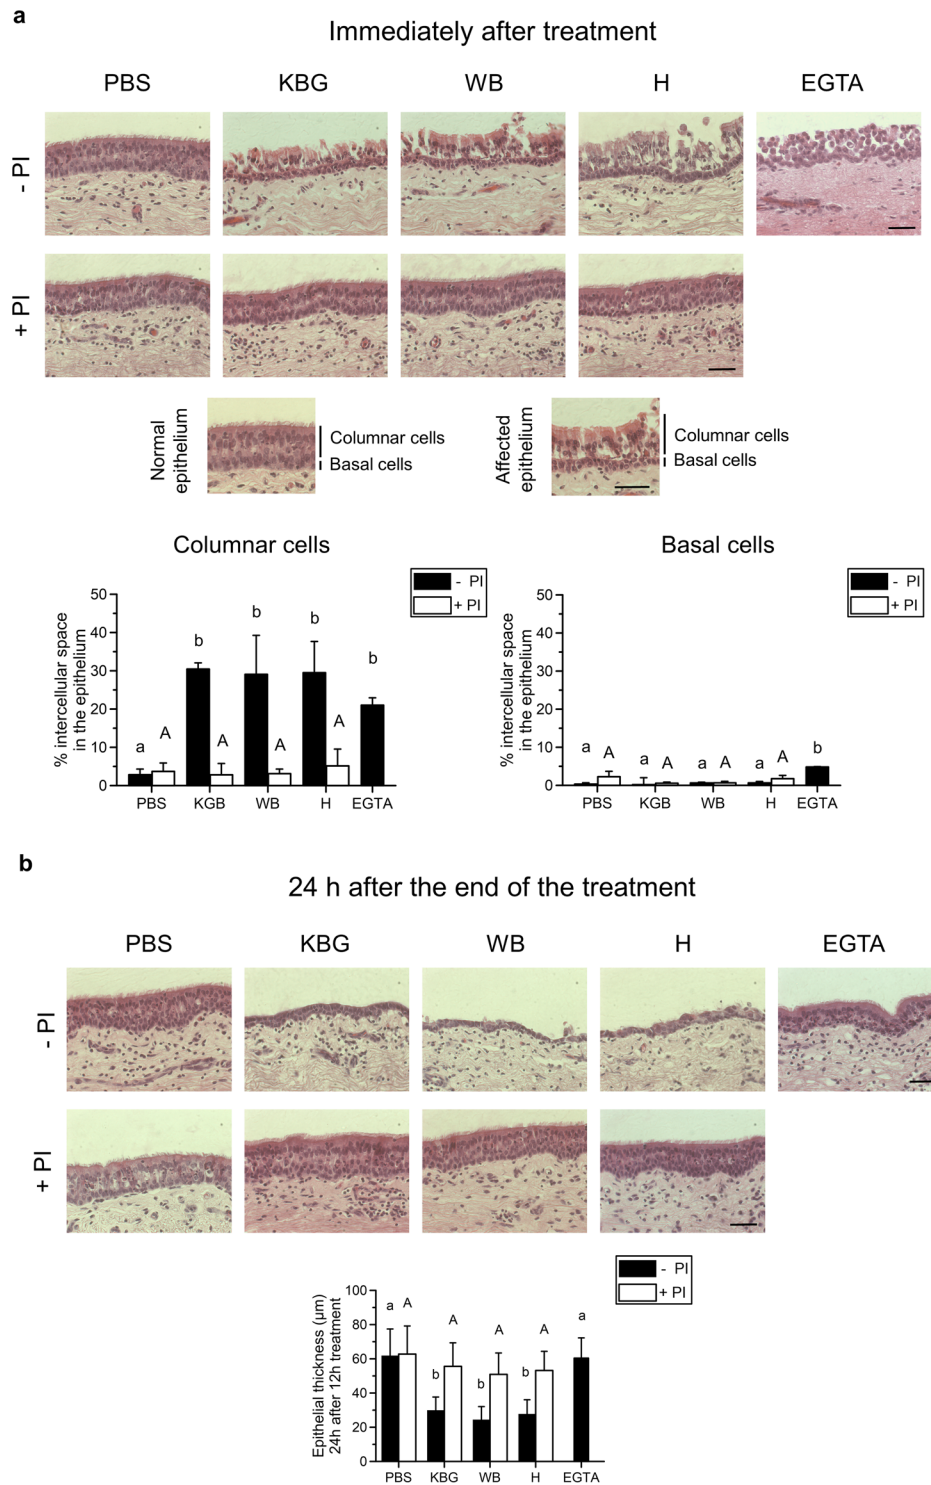 a
Immediately after treatment
PBS KBG WB H EGTA
- PI
+ PI
Normal
epithelium
Columnar cells
Basal cells
Affected
epithelium
Columnar cells
Basal cells
Columnar cells
% intercellular space
in the epithelium
50
40
30
20
10
0
- PI
+ PI
a A b A b A b A b
PBS KGB WB H EGTA
Basal cells
% intercellular space
in the epithelium
50
40
30
20
10
0
- PI
+ PI
a A a A a A a A b
PBS KGB WB H EGTA
b
24 h after the end of the treatment
PBS KBG WB H EGTA
- PI
+ PI
Epithelial thickness (µm)
24h after 12h treatment
100
80
60
40
20
0
- PI
+ PI
a A b A b A b A a
PBS KBG WB H EGTA